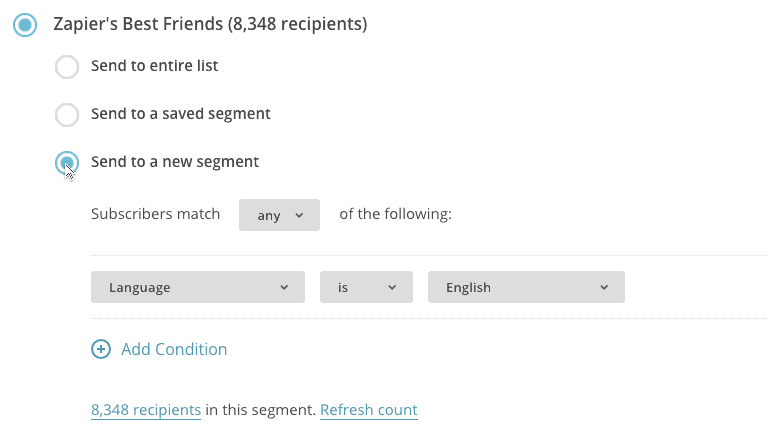 Zapier's Best Friends (8,348 recipients)
Send to entire list
Send to a saved segment
Send to a new segment
Subscribers match any of the following:
Language is English
Add Condition
8,348 recipients in this segment. Refresh count